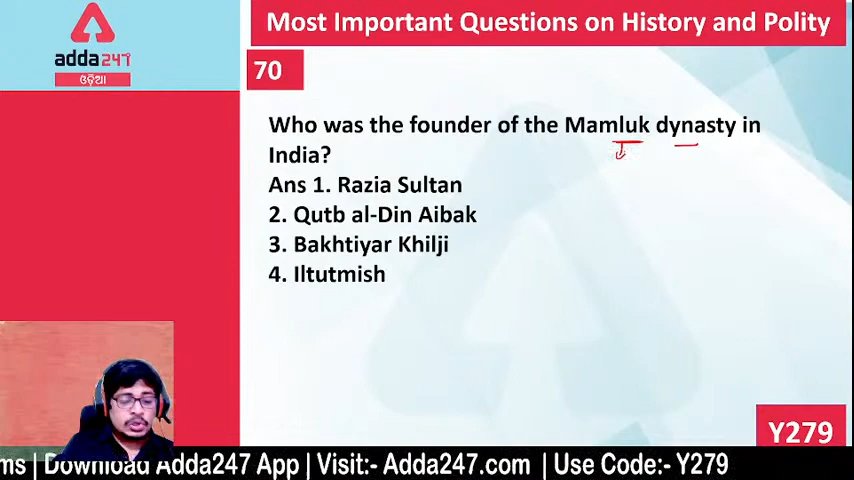 Most Important Questions on History and Polity
adda247
ଓଡ଼ିଆ
70
Who was the founder of the Mamluk dynasty in
India?
Ans 1. Razia Sultan
2. Qutb al-Din Aibak
3. Bakhtiyar Khilji
4. Iltutmish
Y279
ms | Download Adda247 App | Visit:- Adda247.com | Use Code:- Y279